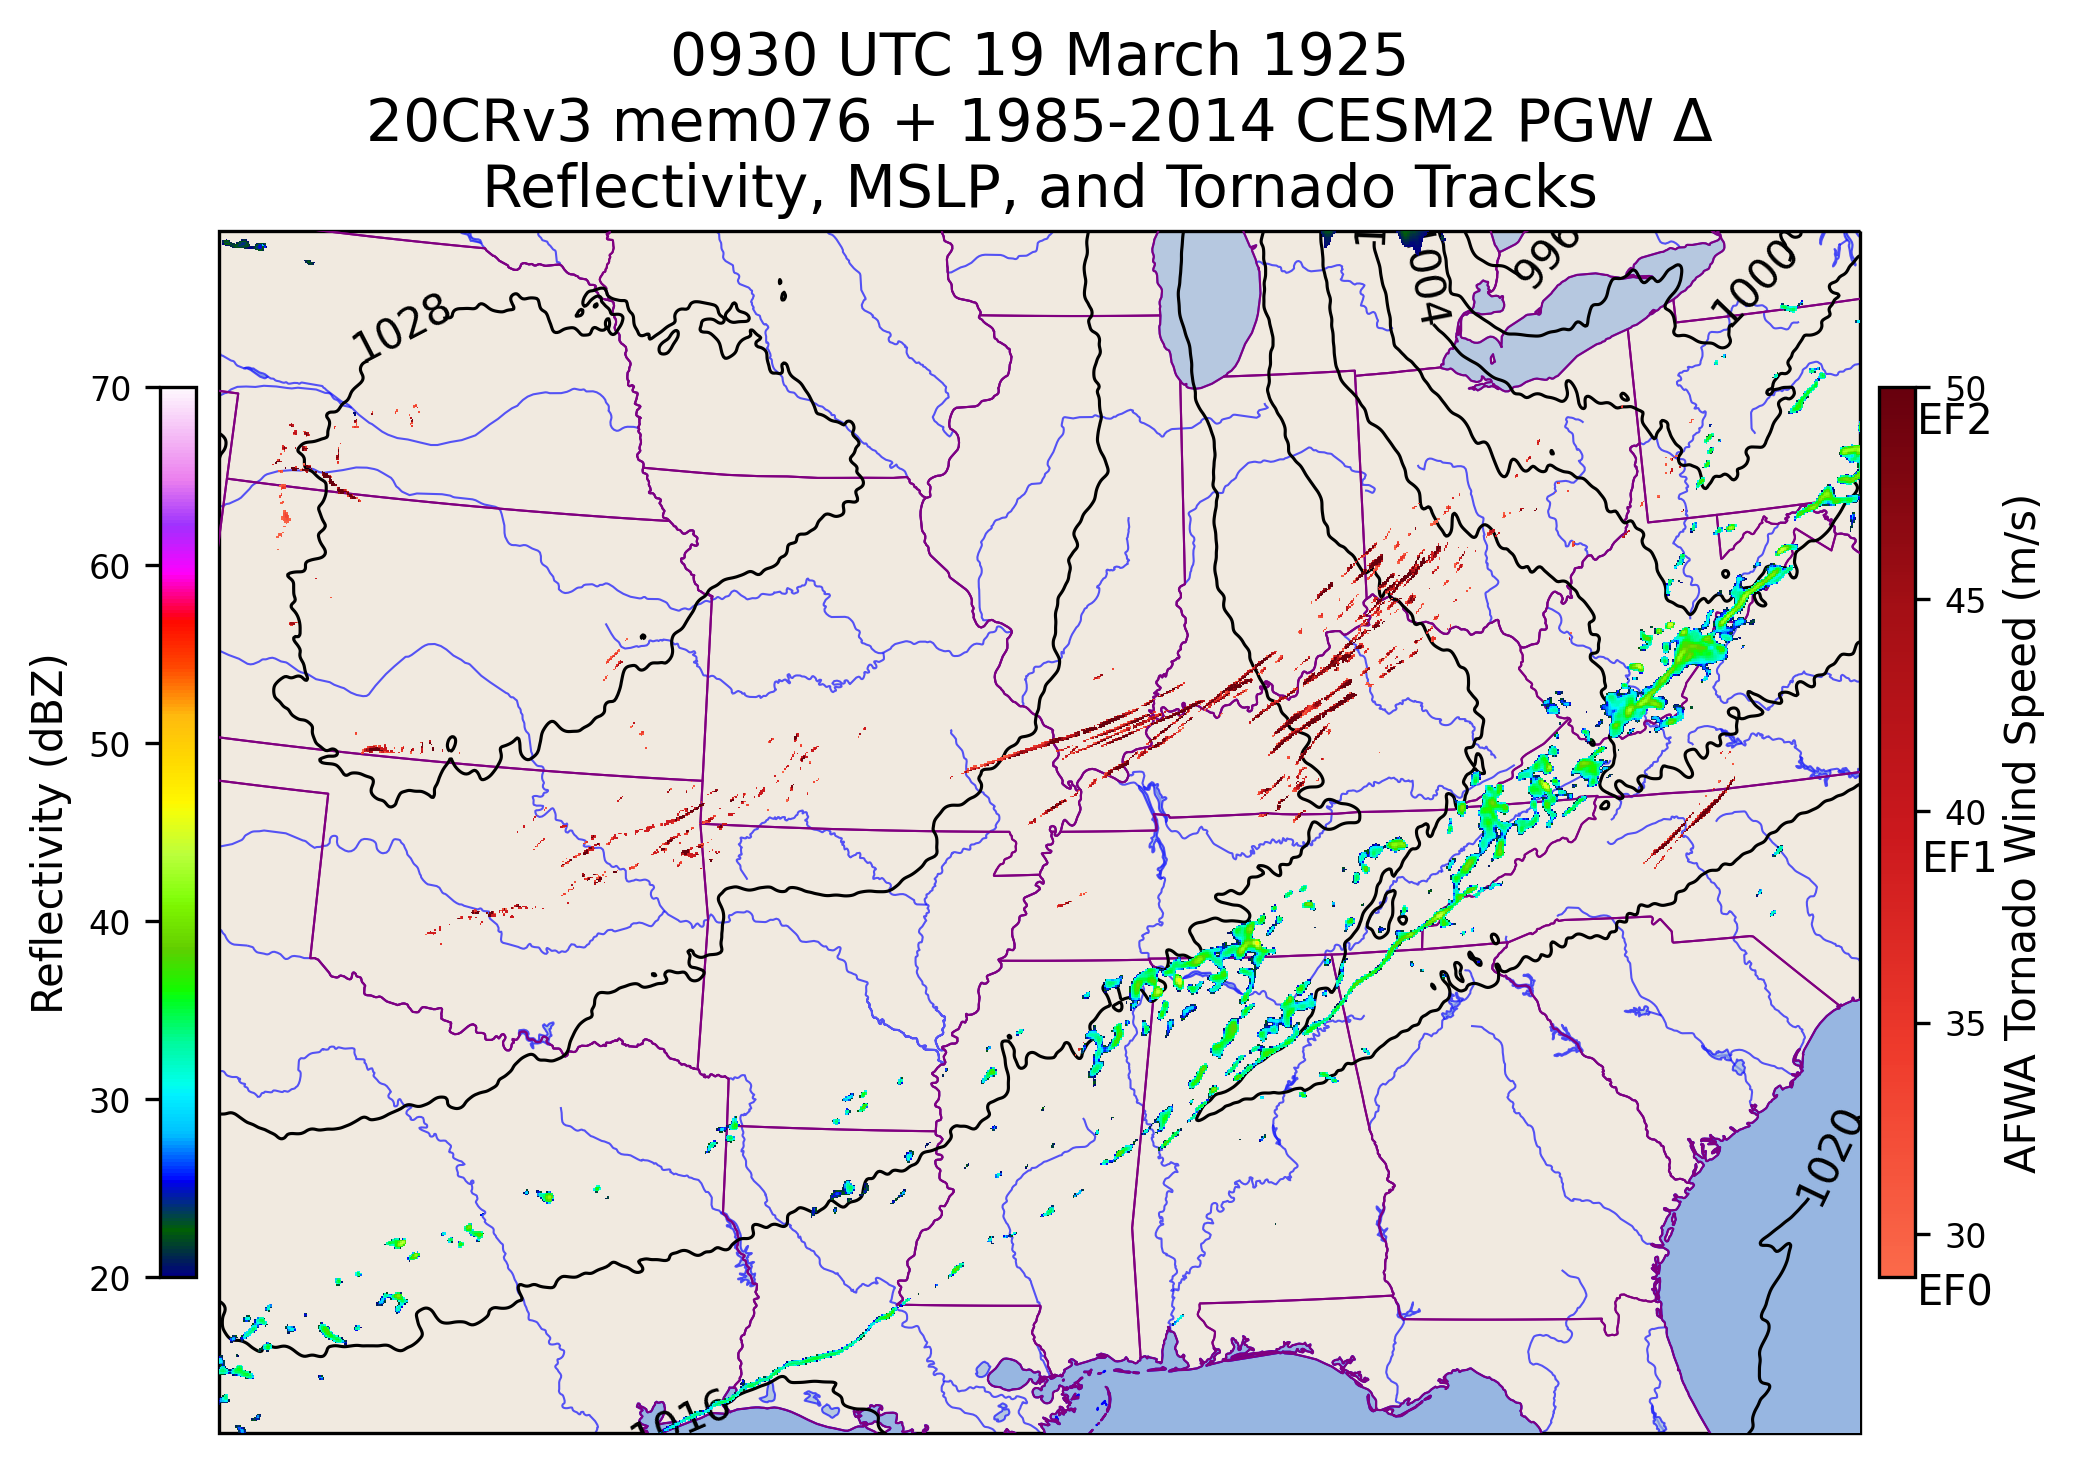 0930 UTC 19 March 1925
20CRv3 mem076 + 1985-2014 CESM2 PGW Δ
Reflectivity, MSLP, and Tornado Tracks
70
60
50
40
30
20
Reflectivity (dBZ)
1028
1004
996
1000
1020
1016
50
EF2
45
40
EF1
35
30
EF0
AFWA Tornado Wind Speed (m/s)